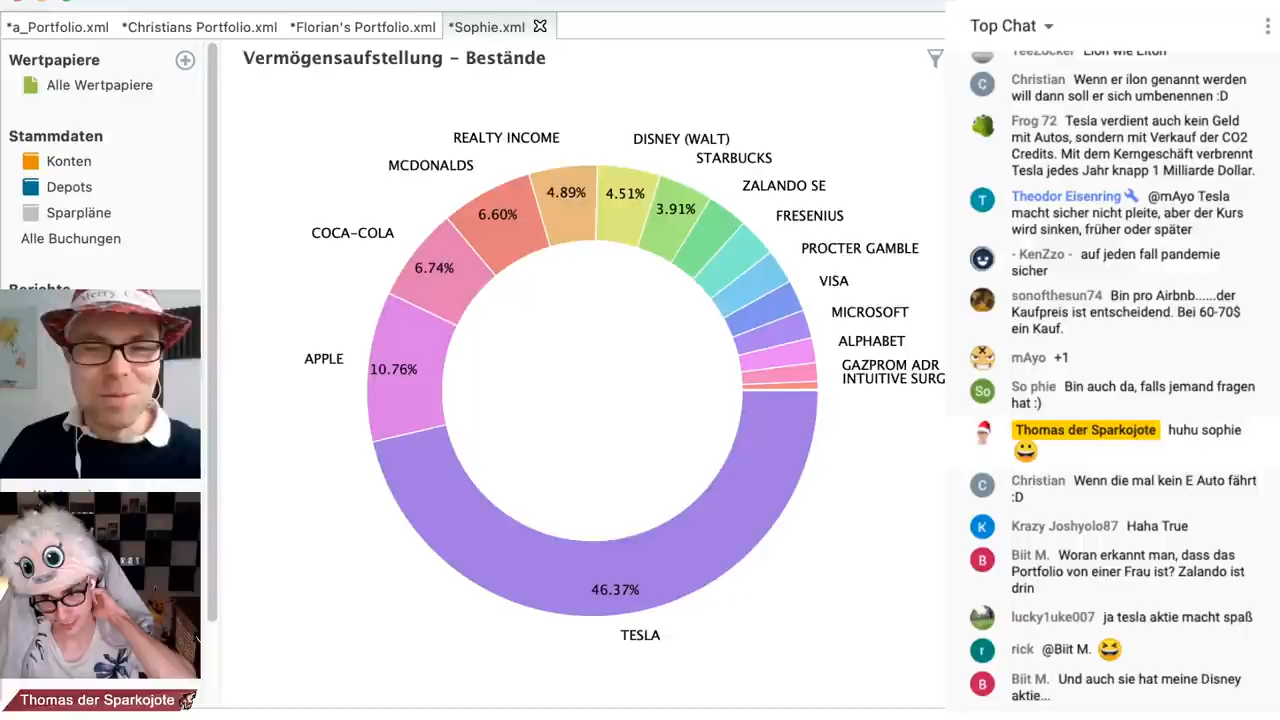 *a_Portfolio.xml
*Christians Portfolio.xml
*Florian's Portfolio.xml
*Sophie.xml
Wertpapiere
Alle Wertpapiere
Stammdaten
Konten
Depots
Sparpläne
Alle Buchungen
Berichte
Thomas der Sparkojote
Vermögensaufstellung – Bestände
REALTY INCOME
DISNEY (WALT)
MCDONALDS
STARBUCKS
ZALANDO SE
COCA-COLA
FRESENIUS
PROCTER GAMBLE
VISA
MICROSOFT
ALPHABET
APPLE
GAZPROM ADR
INTUITIVE SURG
TESLA
4.89%
4.51%
3.91%
6.60%
6.74%
10.76%
46.37%
Top Chat
TeeZocker Elon wie Elton
Christian Wenn er ilon genannt werden
will dann soll er sich umbenennen :D
Frog 72 Tesla verdient auch kein Geld
mit Autos, sondern mit Verkauf der CO2
Credits. Mit dem Kerngeschäft verbrennt
Tesla jedes Jahr knapp 1 Milliarde Dollar.
T
Theodor Eisenring @mAyo Tesla
macht sicher nicht pleite, aber der Kurs
wird sinken, früher oder später
- KenZzo - auf jeden fall pandemie
sicher
sonofthesun74 Bin pro Airbnb......der
Kaufpreis ist entscheidend. Bei 60-70$
ein Kauf.
mAyo +1
So
So phie Bin auch da, falls jemand fragen
hat :)
Thomas der Sparkojote huhu sophie
😀
C
Christian Wenn die mal kein E Auto fährt
:D
K
Krazy Joshyolo87 Haha True
B
Biit M. Woran erkannt man, dass das
Portfolio von einer Frau ist? Zalando ist
drin
lucky1uke007 ja tesla aktie macht spaß
r
rick @Biit M. 😆
B
Biit M. Und auch sie hat meine Disney
aktie...